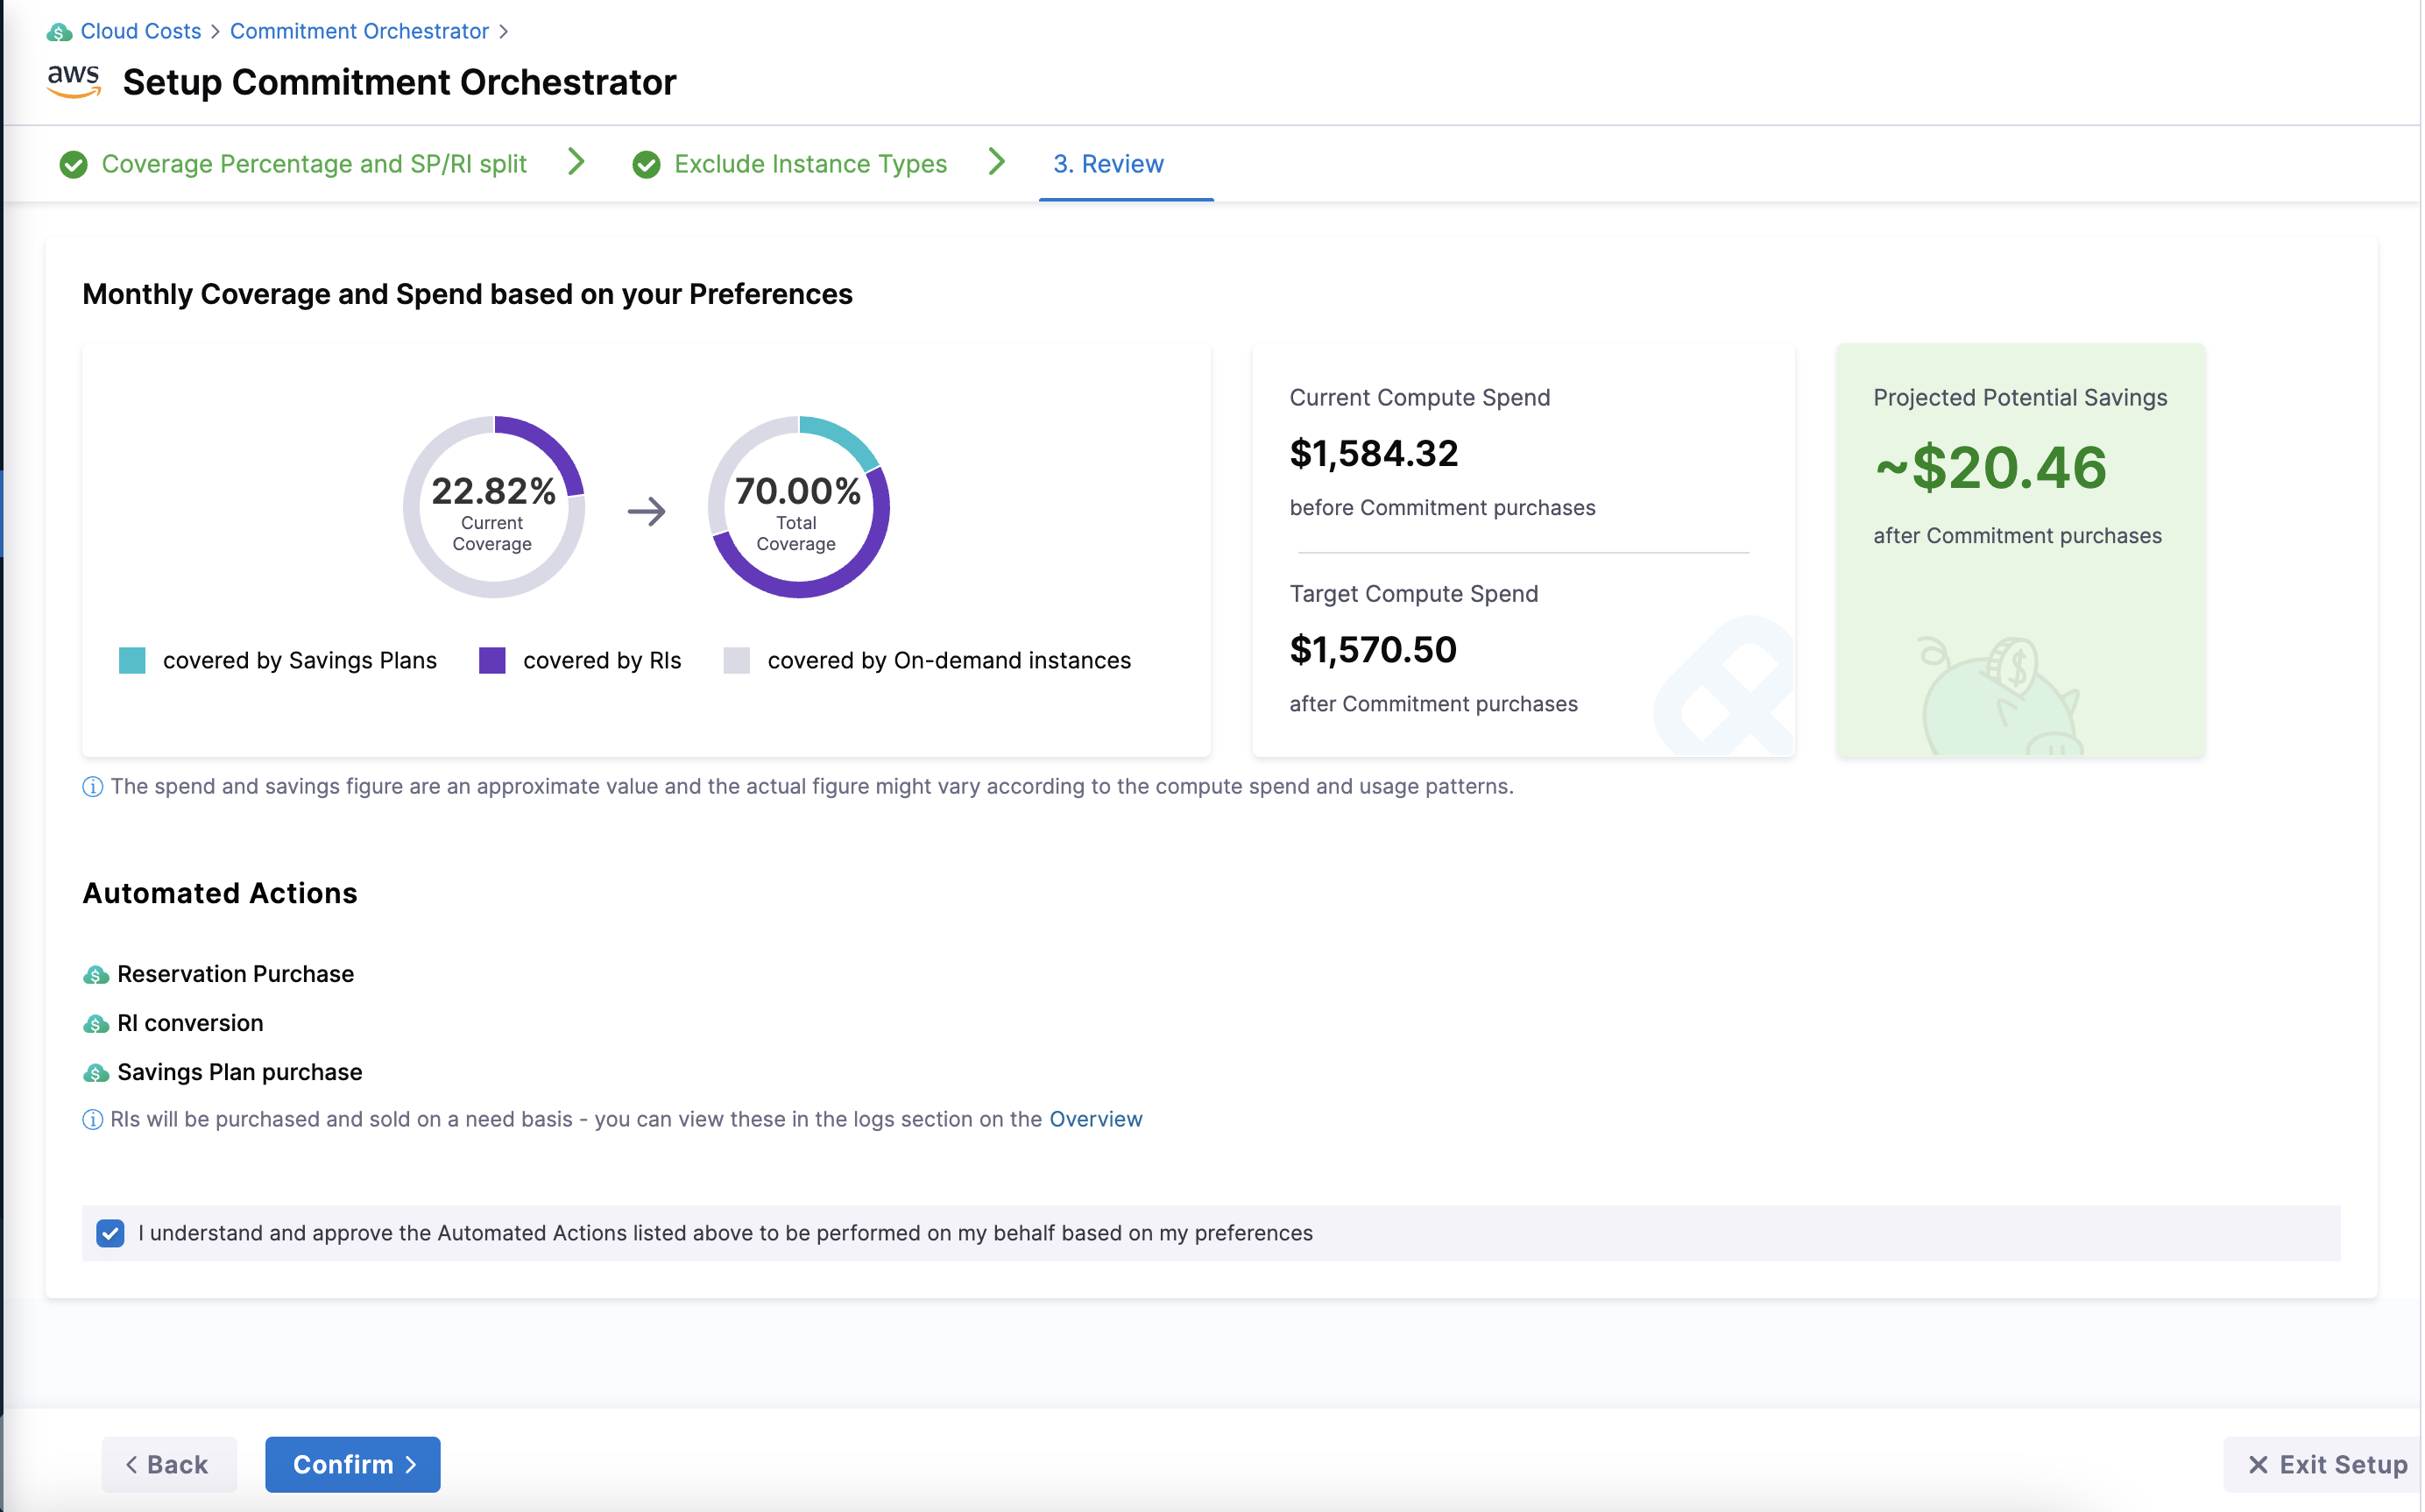 Cloud Costs > Commitment Orchestrator >
aws Setup Commitment Orchestrator
Coverage Percentage and SP/RI split
Exclude Instance Types
3. Review
Monthly Coverage and Spend based on your Preferences
22.82%
Current
Coverage
70.00%
Total
Coverage
covered by Savings Plans
covered by RIs
covered by On-demand instances
Current Compute Spend
$1,584.32
before Commitment purchases
Target Compute Spend
$1,570.50
after Commitment purchases
Projected Potential Savings
~$20.46
after Commitment purchases
The spend and savings figure are an approximate value and the actual figure might vary according to the compute spend and usage patterns.
Automated Actions
Reservation Purchase
RI conversion
Savings Plan purchase
RIs will be purchased and sold on a need basis - you can view these in the logs section on the Overview
I understand and approve the Automated Actions listed above to be performed on my behalf based on my preferences
Back
Confirm
Exit Setup